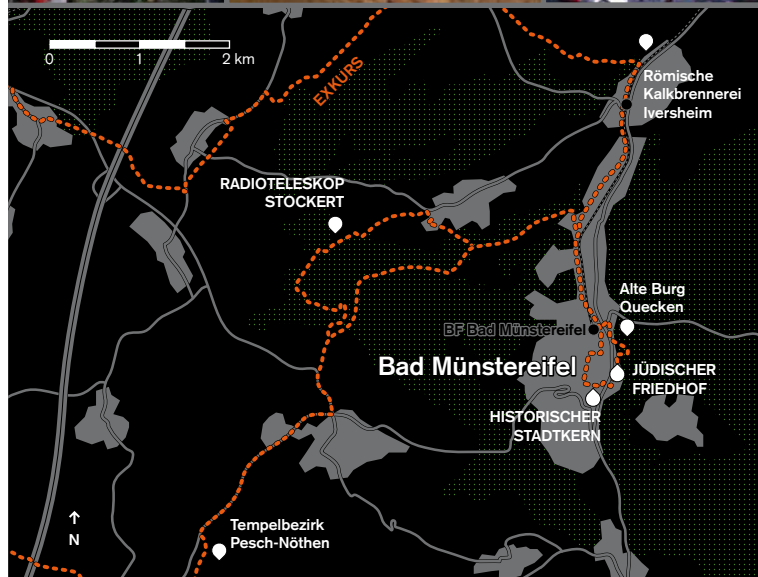 0
2 km
EXKURS
Römische
Kalkbrennerei
Iversheim
RADIOTELESKOP
STOCKERT
Alte Burg
Quecken
BF Bad Münstereifel
Bad Münstereifel
JÜDISCHER
FRIEDHOF
HISTORISCHER
STADTKERN
N
Tempelbezirk
Pesch-Nöthen